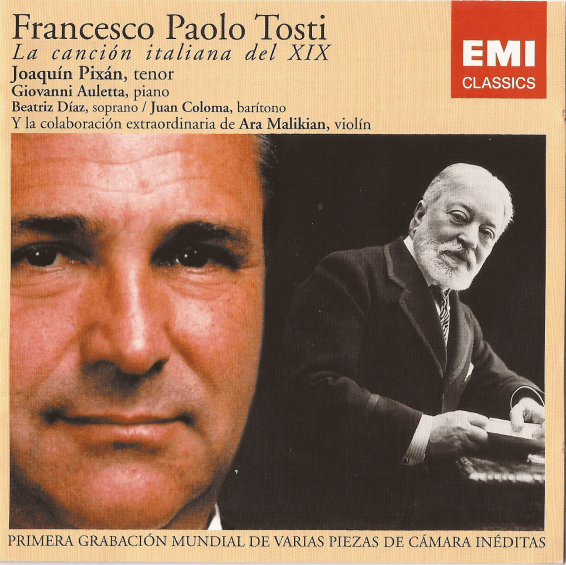 Francesco Paolo Tosti
La canción italiana del XIX
Joaquín Pixán, tenor
Giovanni Auletta, piano
Beatriz Díaz, soprano / Juan Coloma, barítono
Y la colaboración extraordinaria de Ara Malikian, violín
EMI
CLASSICS
PRIMERA GRABACIÓN MUNDIAL DE VARIAS PIEZAS DE CÁMARA INÉDITAS